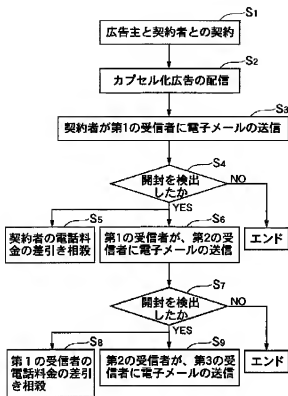 S1
広告主と契約者との契約
S2
カプセル化広告の配信
S3
契約者が第1の受信者に電子メールの送信
S4
開封を検出
したか
NO
YES
S5
S6
契約者の電話料
金の差引き相殺
第1の受信者が、第2の受
信者に電子メールの送信
エンド
S7
開封を検出
したか
NO
YES
S8
S9
第1の受信者の
電話料金の差引
き相殺
第2の受信者が、第3の受
信者に電子メールの送信
エンド